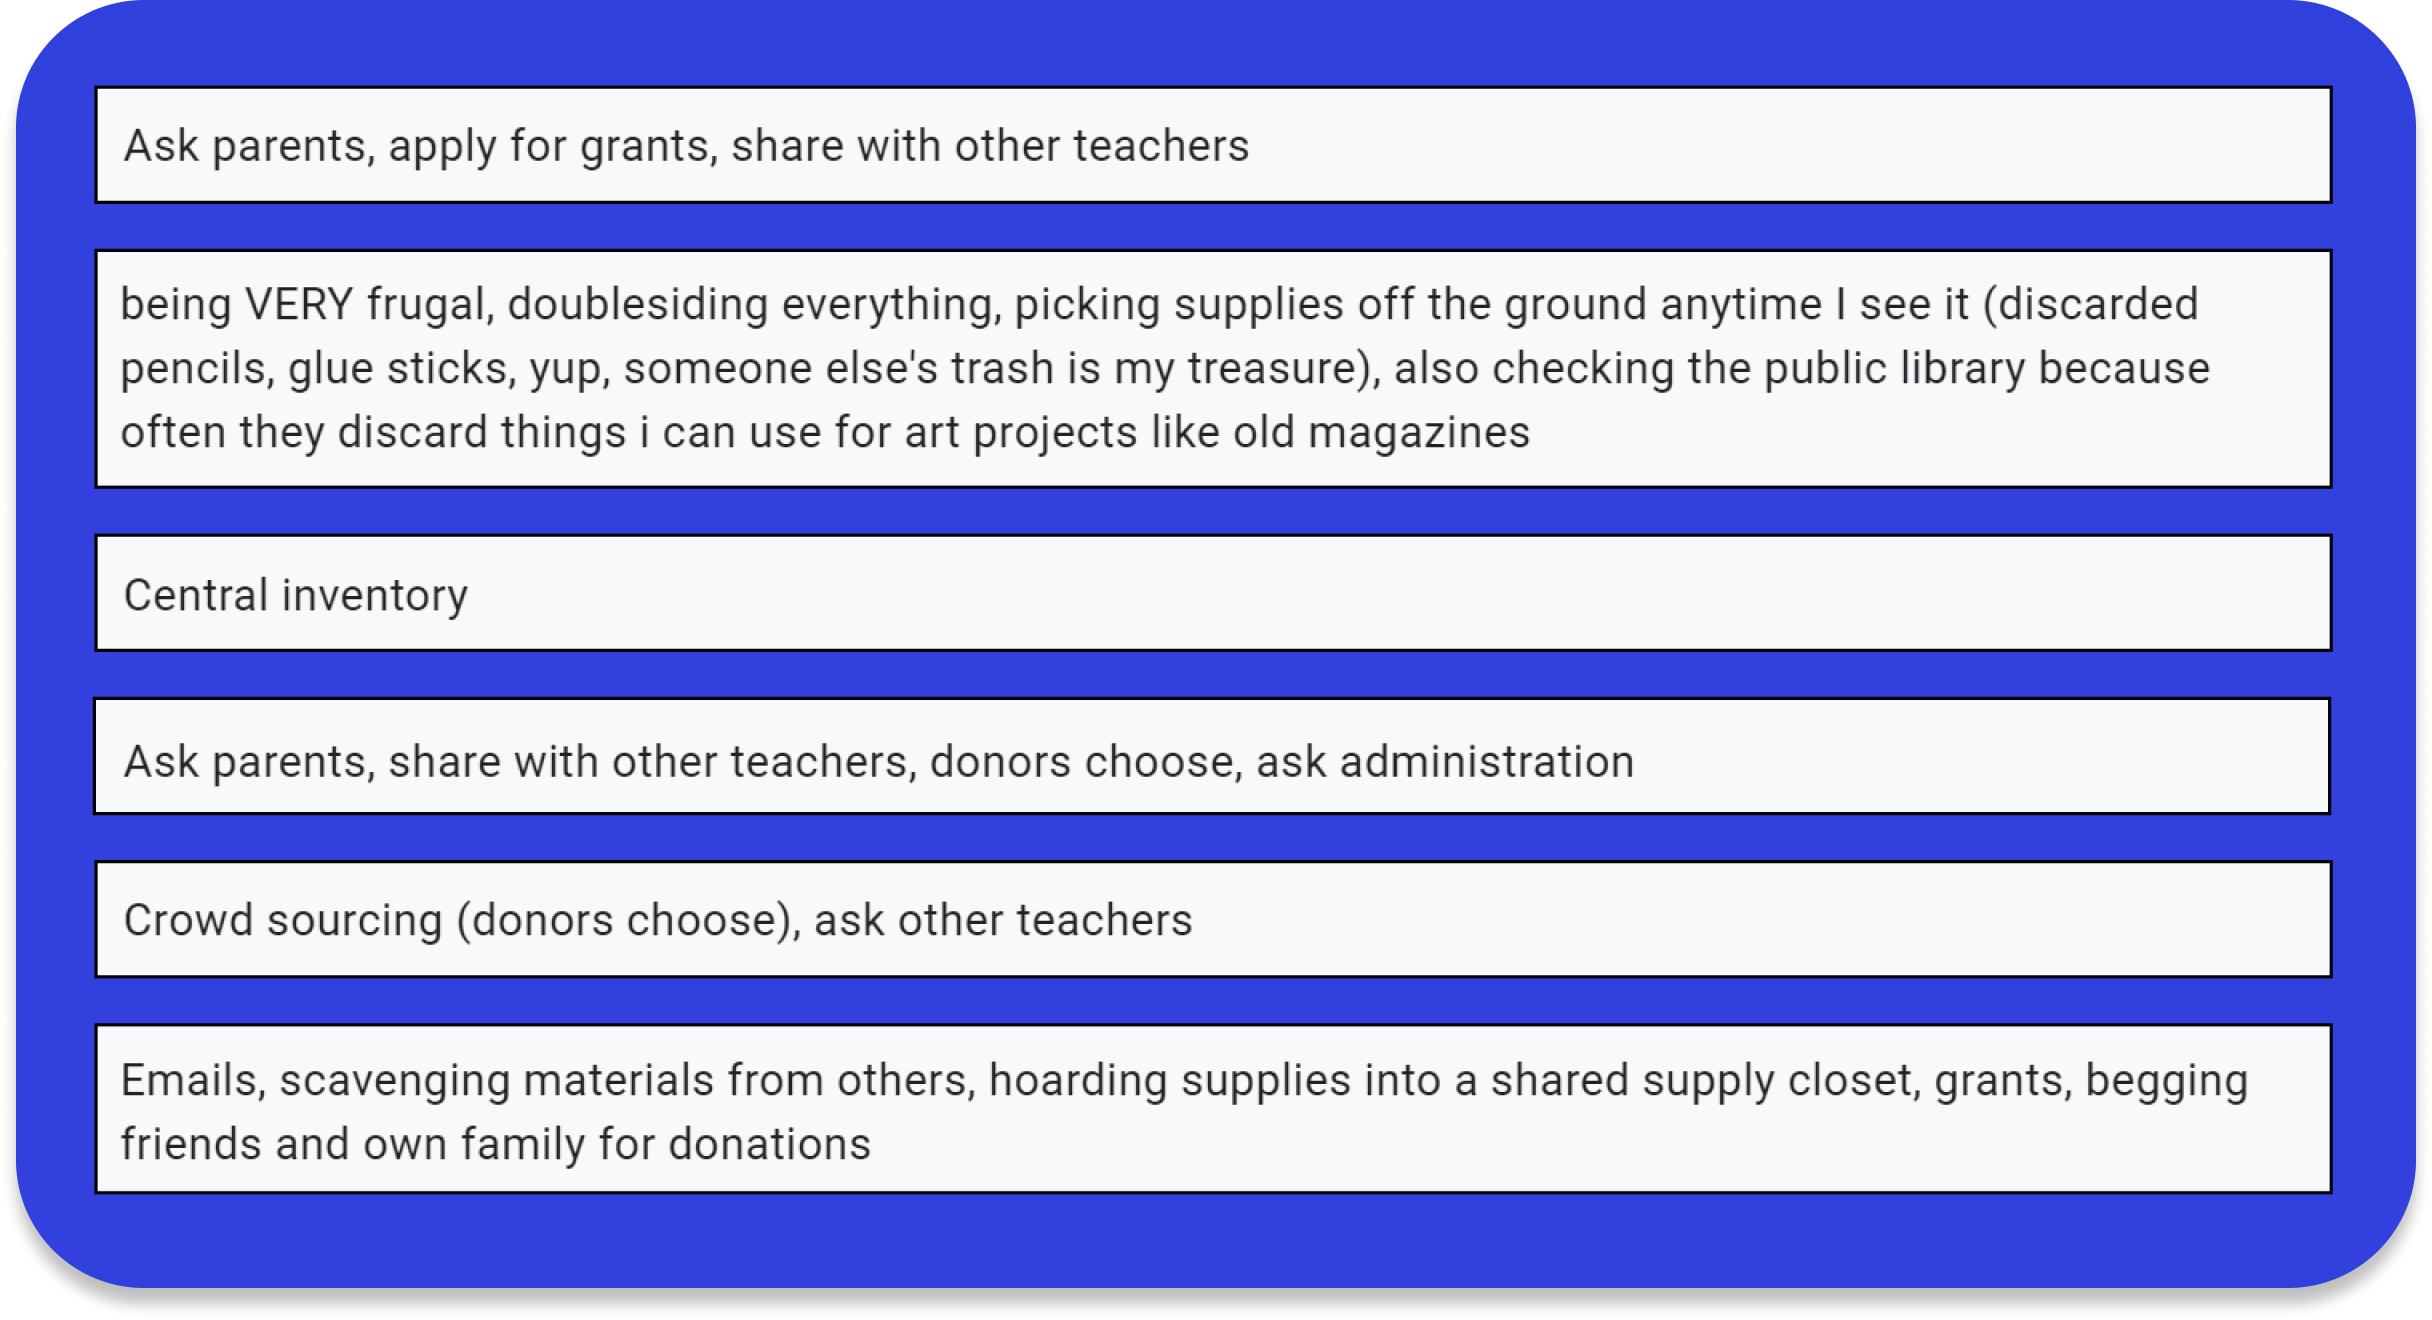 Ask parents, apply for grants, share with other teachers
being VERY frugal, doublesiding everything, picking supplies off the ground anytime I see it (discarded
pencils, glue sticks, yup, someone else's trash is my treasure), also checking the public library because
often they discard things i can use for art projects like old magazines
Central inventory
Ask parents, share with other teachers, donors choose, ask administration
Crowd sourcing (donors choose), ask other teachers
Emails, scavenging materials from others, hoarding supplies into a shared supply closet, grants, begging
friends and own family for donations